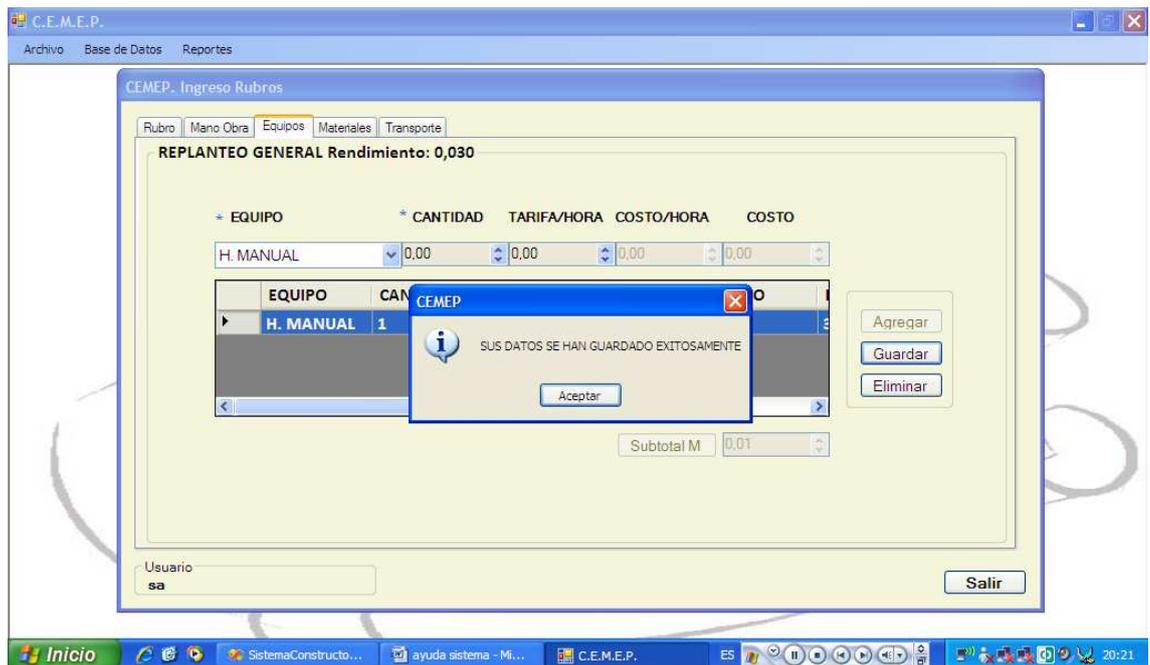 C.E.M.E.P.
Archivo Base de Datos Reportes
CEMEP. Ingreso Rubros
Rubro Mano Obra Equipos Materiales Transporte
REPLANTEO GENERAL Rendimiento: 0,030
* EQUIPO * CANTIDAD TARIFA/HORA COSTO/HORA COSTO
H. MANUAL 0,00 0,00 0,00 0,00
EQUIPO CAN O
H. MANUAL 1
CEMEP
SUS DATOS SE HAN GUARDADO EXITOSAMENTE
Aceptar
Agregar
Guardar
Eliminar
Subtotal M 0,01
Usuario
sa
Salir
Inicio SistemaConstructo... ayuda sistema - Mi... C.E.M.E.P. ES 20:21